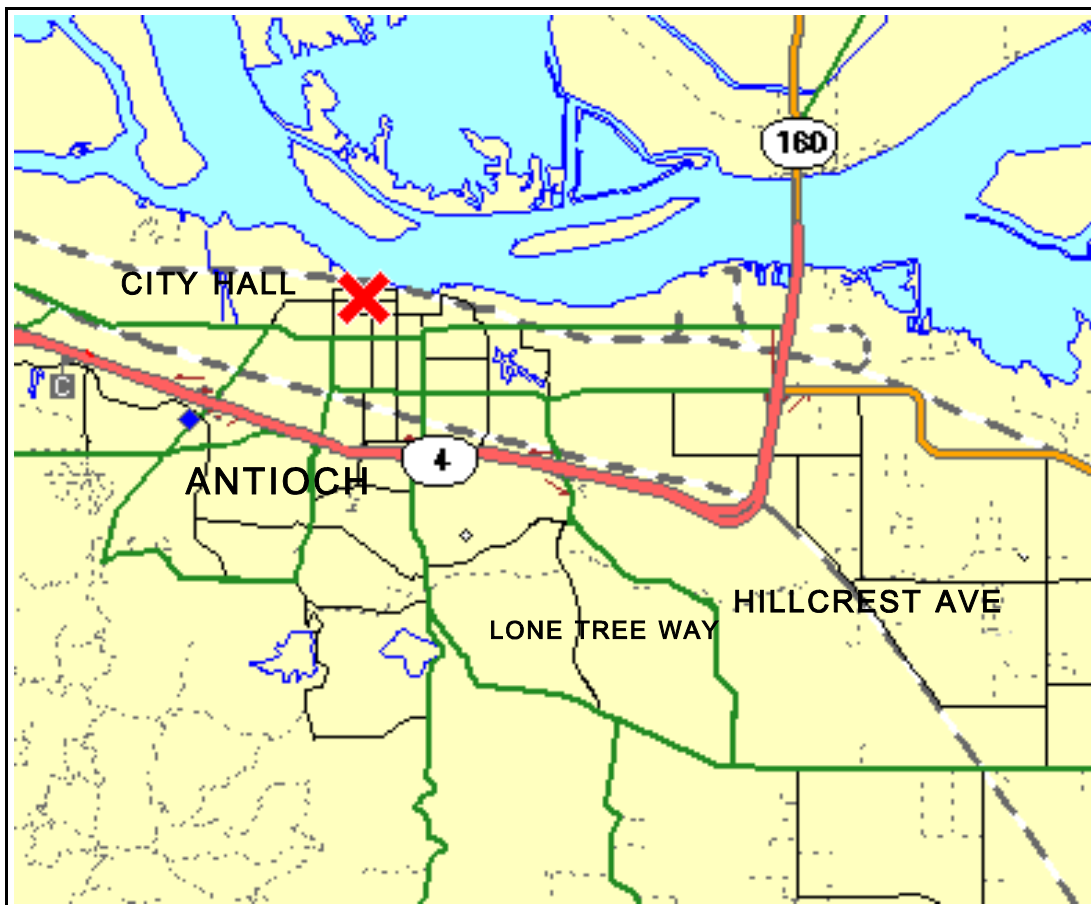 160
CITY HALL
C
4
ANTIOCH
HILLCREST AVE
LONE TREE WAY